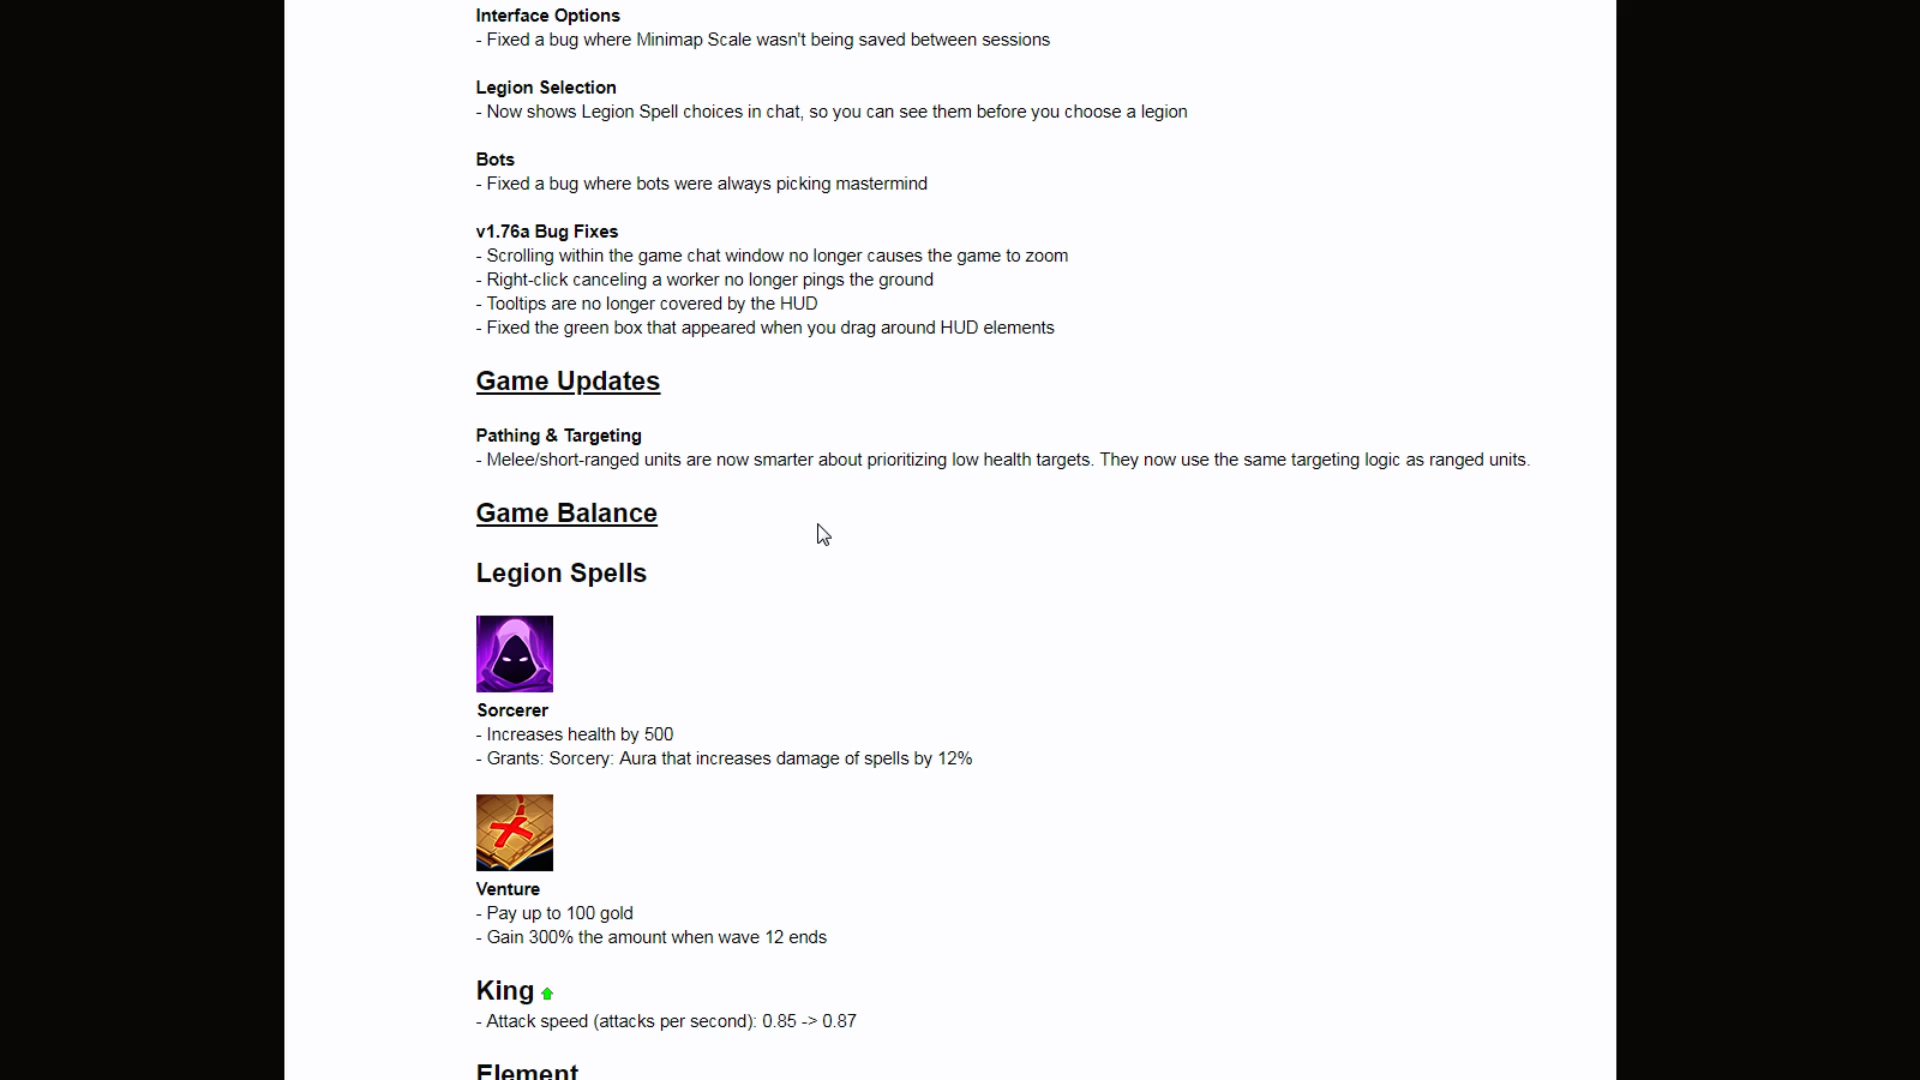 Interface Options
- Fixed a bug where Minimap Scale wasn't being saved between sessions
Legion Selection
- Now shows Legion Spell choices in chat, so you can see them before you choose a legion
Bots
- Fixed a bug where bots were always picking mastermind
v1.76a Bug Fixes
- Scrolling within the game chat window no longer causes the game to zoom
- Right-click canceling a worker no longer pings the ground
- Tooltips are no longer covered by the HUD
- Fixed the green box that appeared when you drag around HUD elements
Game Updates
Pathing & Targeting
- Melee/short-ranged units are now smarter about prioritizing low health targets. They now use the same targeting logic as ranged units.
Game Balance
Legion Spells
Sorcerer
- Increases health by 500
- Grants: Sorcery: Aura that increases damage of spells by 12%
Venture
- Pay up to 100 gold
- Gain 300% the amount when wave 12 ends
King
- Attack speed (attacks per second): 0.85 -> 0.87
Element